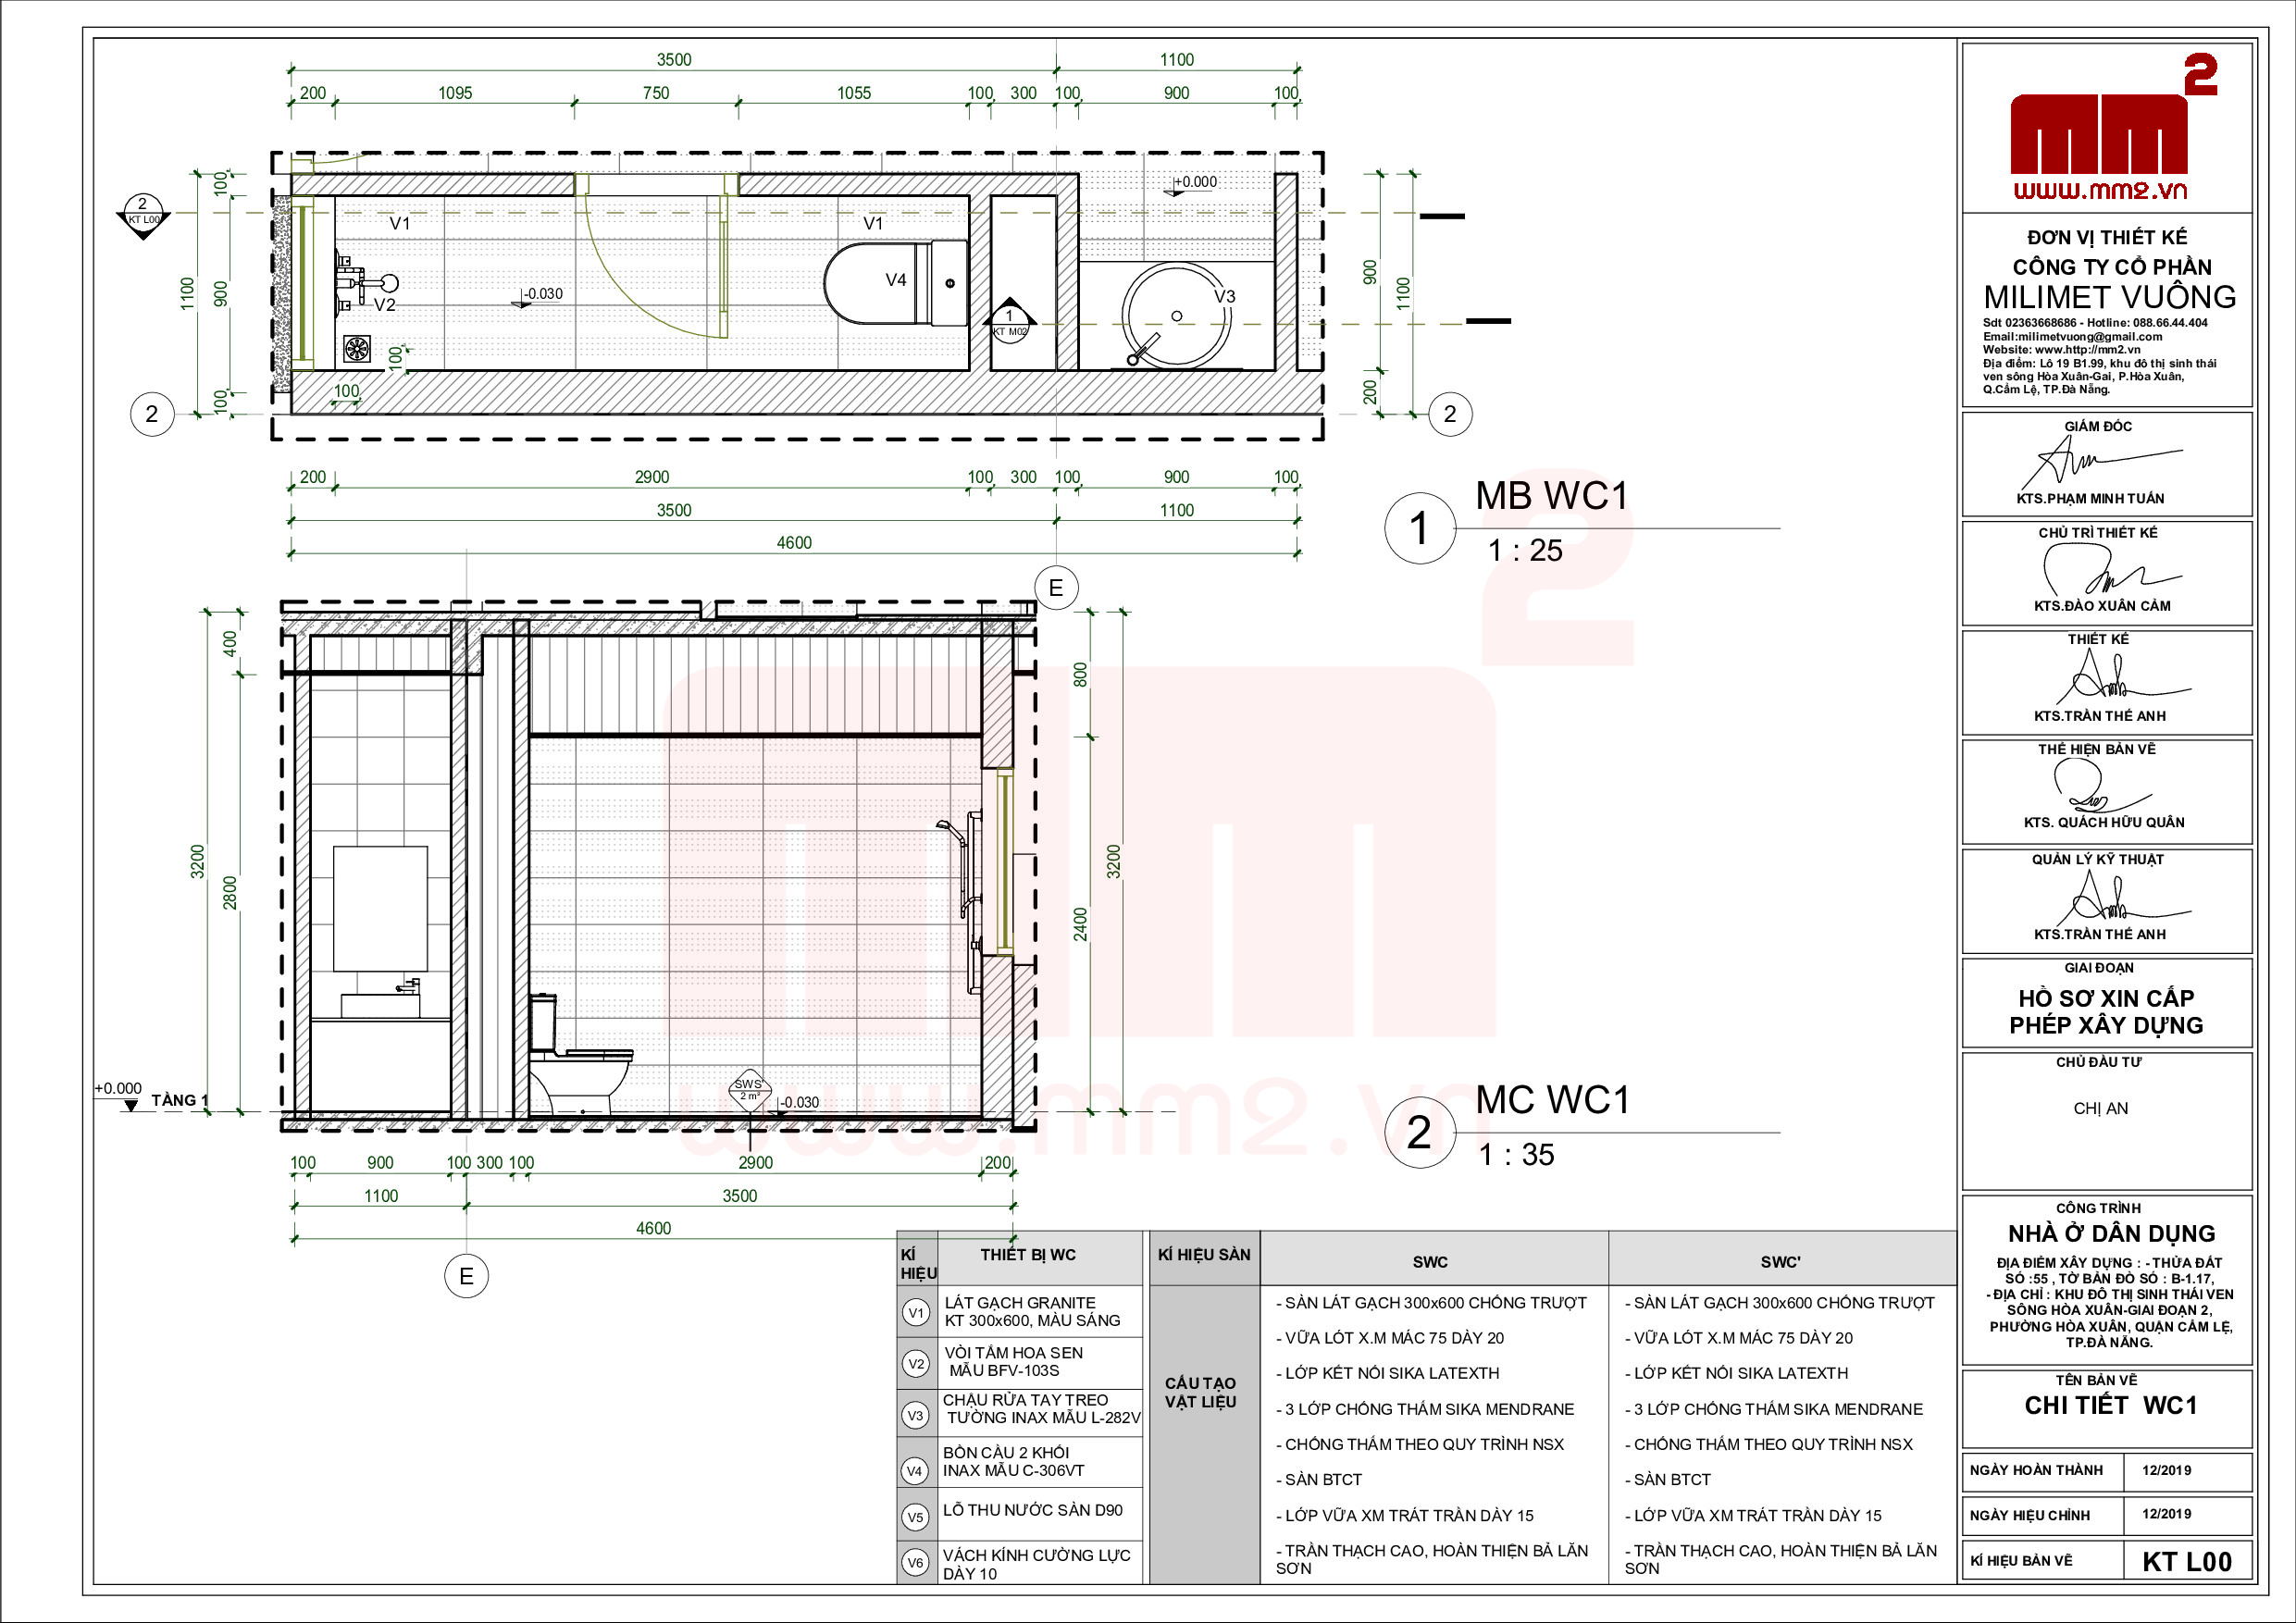 3500
1100
200
1095
750
1055
100
300
100
900
100
+0.000
2
KT L00
100
1100
900
100
V1
V1
V2
V4
V3
-0.030
1
KT M02
100
100
900
1100
200
2
2
200
2900
100
300
100
900
100
3500
1100
4600
1
MB WC1
1 : 25
E
400
3200
2800
800
2400
3200
+0.000
TẦNG 1
SWS'
2 m²
-0.030
100
900
100
300
100
2900
200
1100
3500
4600
E
2
MC WC1
1 : 35
2
mm
www.mm2.vn
KÍ HIỆU
THIẾT BỊ WC
V1
LÁT GẠCH GRANITE
KT 300x600, MÀU SÁNG
V2
VÒI TẮM HOA SEN
MẪU BFV-103S
V3
CHẬU RỬA TAY TREO
TƯỜNG INAX MẪU L-282V
V4
BỒN CẦU 2 KHỐI
INAX MẪU C-306VT
V5
LỖ THU NƯỚC SÀN D90
V6
VÁCH KÍNH CƯỜNG LỰC
DÀY 10
KÍ HIỆU SÀN
SWC
SWC'
CẤU TẠO
VẬT LIỆU
- SÀN LÁT GẠCH 300x600 CHỐNG TRƯỢT
- VỮA LÓT X.M MÁC 75 DÀY 20
- LỚP KẾT NỐI SIKA LATEXTH
- 3 LỚP CHỐNG THẤM SIKA MENDRANE
- CHỐNG THẤM THEO QUY TRÌNH NSX
- SÀN BTCT
- LỚP VỮA XM TRÁT TRẦN DÀY 15
- TRẦN THẠCH CAO, HOÀN THIỆN BẢ LĂN
SƠN
- SÀN LÁT GẠCH 300x600 CHỐNG TRƯỢT
- VỮA LÓT X.M MÁC 75 DÀY 20
- LỚP KẾT NỐI SIKA LATEXTH
- 3 LỚP CHỐNG THẤM SIKA MENDRANE
- CHỐNG THẤM THEO QUY TRÌNH NSX
- SÀN BTCT
- LỚP VỮA XM TRÁT TRẦN DÀY 15
- TRẦN THẠCH CAO, HOÀN THIỆN BẢ LĂN
SƠN
mm2
www.mm2.vn
ĐƠN VỊ THIẾT KẾ
CÔNG TY CỔ PHẦN
MILIMET VUÔNG
Sdt 02363668686 - Hotline: 088.66.44.404
Email:milimetvuong@gmail.com
Website: www.http://mm2.vn
Địa điểm: Lô 19 B1.99, khu đô thị sinh thái
ven sông Hòa Xuân-Gai, P.Hòa Xuân,
Q.Cẩm Lệ, TP.Đà Nẵng.
GIÁM ĐỐC
KTS.PHẠM MINH TUẤN
CHỦ TRÌ THIẾT KẾ
KTS.ĐÀO XUÂN CẢM
THIẾT KẾ
KTS.TRẦN THẾ ANH
THỂ HIỆN BẢN VẼ
KTS. QUÁCH HỮU QUÂN
QUẢN LÝ KỸ THUẬT
KTS.TRẦN THẾ ANH
GIAI ĐOẠN
HỒ SƠ XIN CẤP
PHÉP XÂY DỰNG
CHỦ ĐẦU TƯ
CHỊ AN
CÔNG TRÌNH
NHÀ Ở DÂN DỤNG
ĐỊA ĐIỂM XÂY DỰNG : - THỬA ĐẤT
SỐ :55 , TỜ BẢN ĐỒ SỐ : B-1.17,
- ĐỊA CHỈ : KHU ĐÔ THỊ SINH THÁI VEN
SÔNG HÒA XUÂN-GIAI ĐOẠN 2,
PHƯỜNG HÒA XUÂN, QUẬN CẨM LỆ,
TP.ĐÀ NẴNG.
TÊN BẢN VẼ
CHI TIẾT WC1
NGÀY HOÀN THÀNH
12/2019
NGÀY HIỆU CHỈNH
12/2019
KÍ HIỆU BẢN VẼ
KT L00